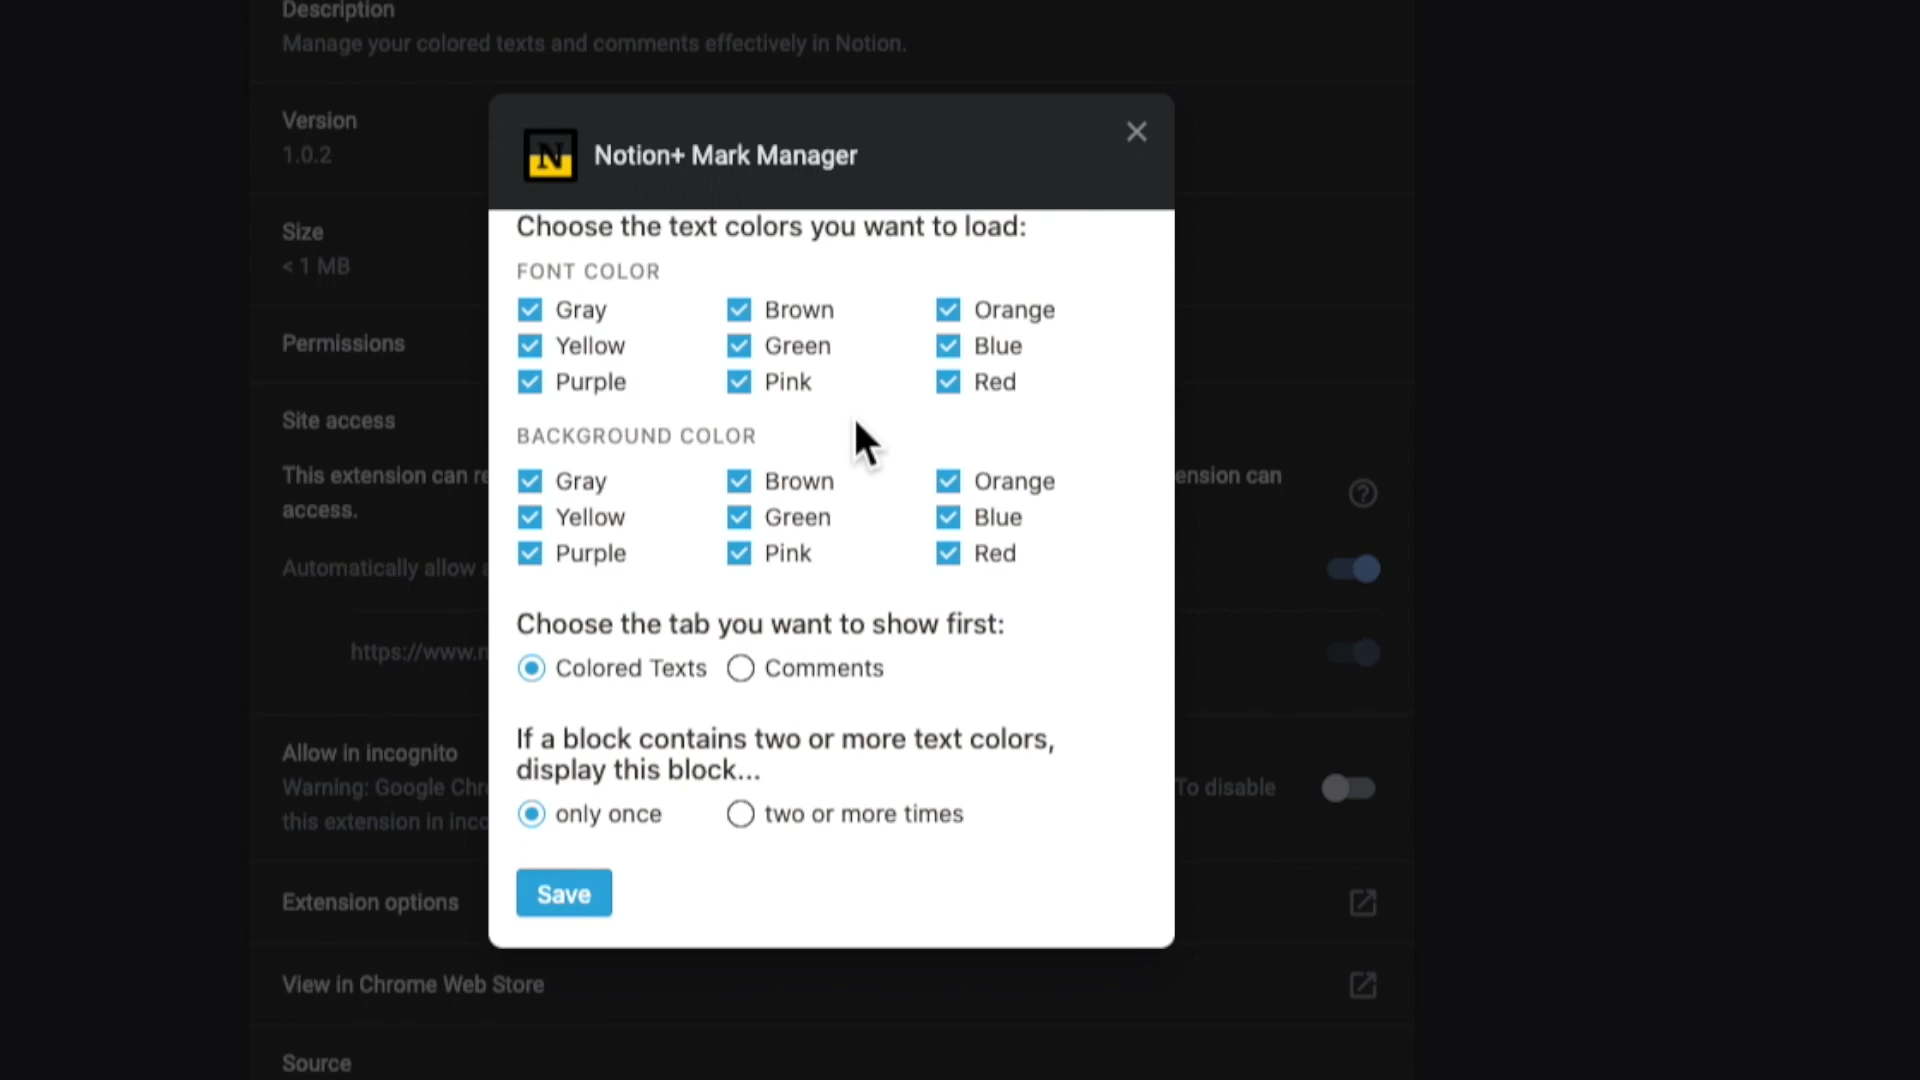 Description
Manage your colored texts and comments effectively in Notion.
Version
1.0.2
Size
< 1 MB
Permissions
Site access
This extension can re
ension can
access.
Automatically allow
https://www.n
Allow in incognito
Warning: Google Chr
To disable
this extension in inco
Extension options
View in Chrome Web Store
Source
N
Notion+ Mark Manager
Choose the text colors you want to load:
FONT COLOR
Gray Brown Orange
Yellow Green Blue
Purple Pink Red
BACKGROUND COLOR
Gray Brown Orange
Yellow Green Blue
Purple Pink Red
Choose the tab you want to show first:
Colored Texts Comments
If a block contains two or more text colors,
display this block...
only once two or more times
Save